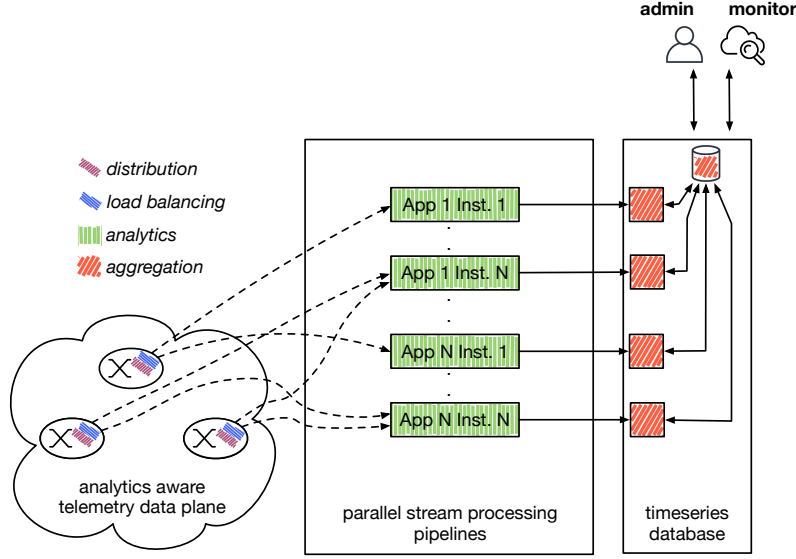 admin
monitor
distribution
load balancing
analytics
aggregation
App 1 Inst. 1
App 1 Inst. N
App N Inst. 1
App N Inst. N
analytics aware
telemetry data plane
parallel stream processing
pipelines
timeseries
database